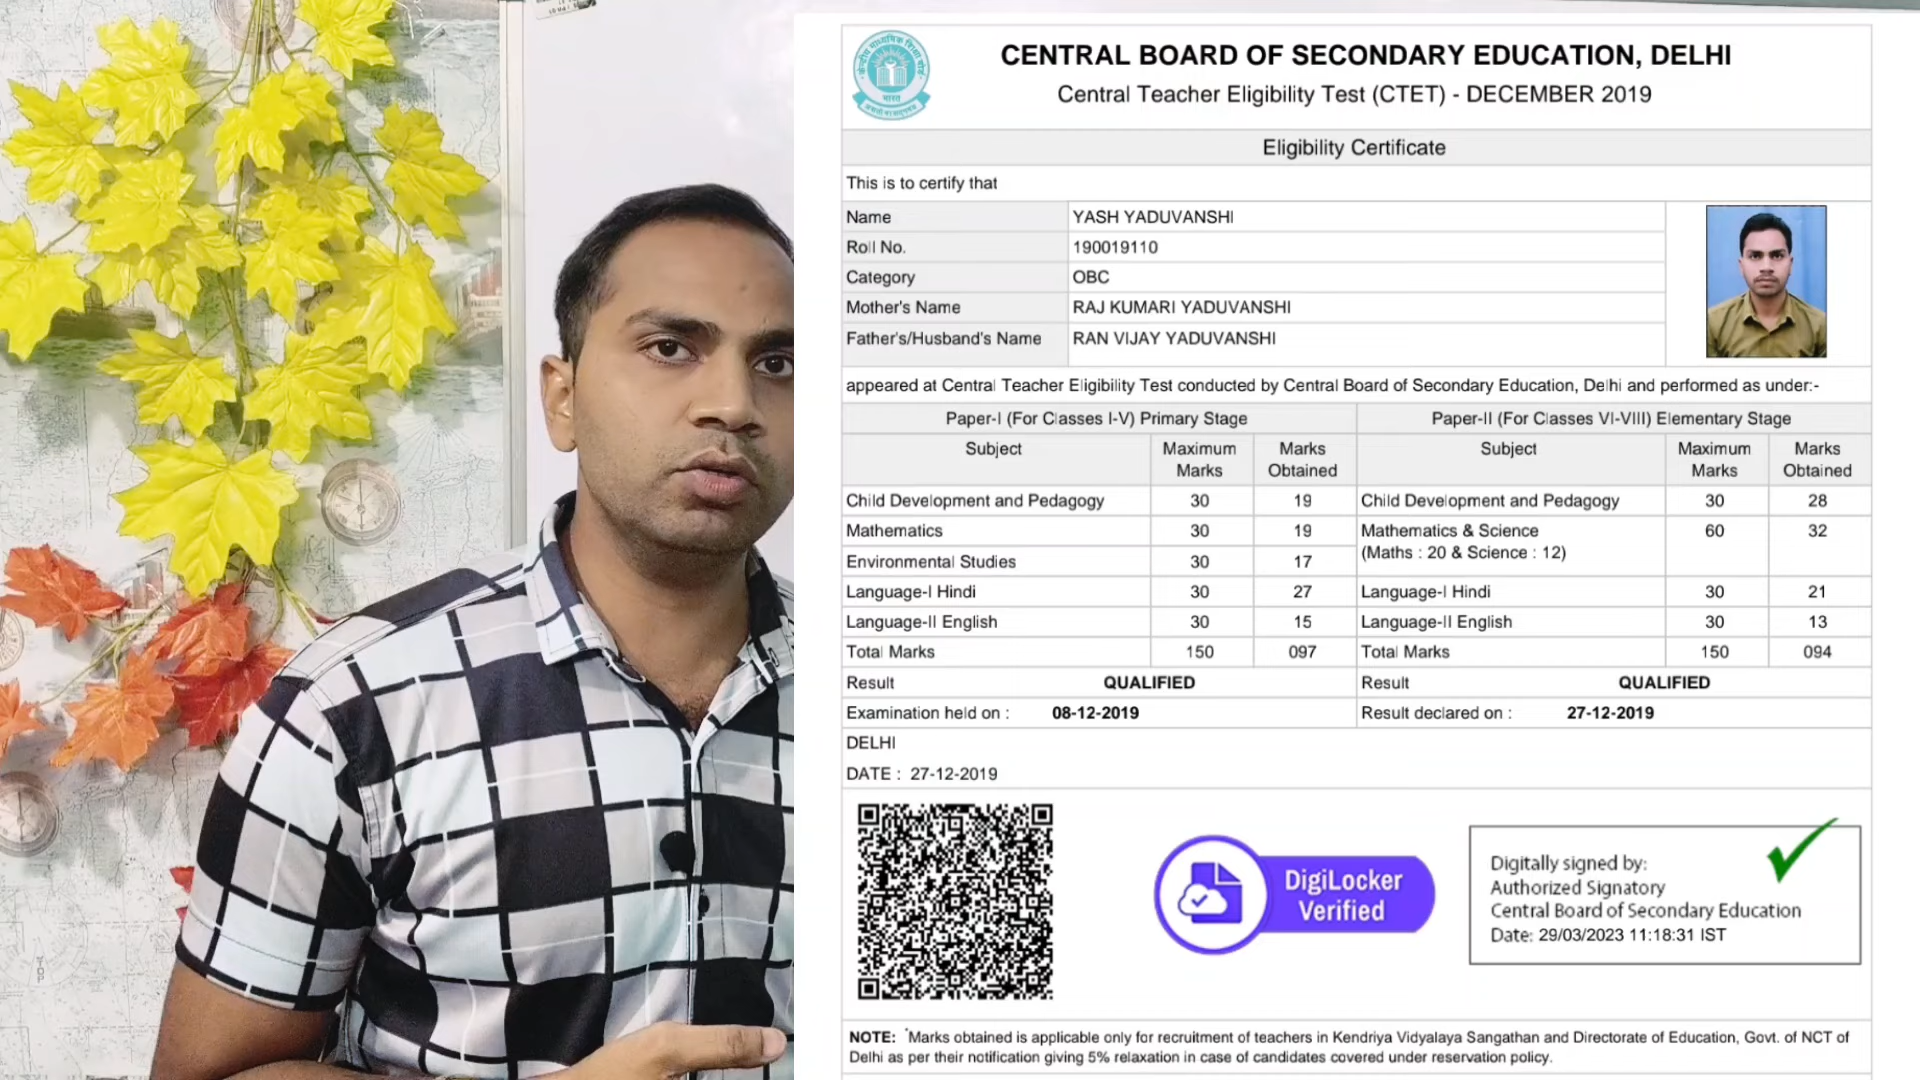 CENTRAL BOARD OF SECONDARY EDUCATION, DELHI
Central Teacher Eligibility Test (CTET) - DECEMBER 2019
भारत
Eligibility Certificate
This is to certify that
Name YASH YADUVANSHI
Roll No. 190019110
Category OBC
Mother's Name RAJ KUMARI YADUVANSHI
Father's/Husband's Name RAN VIJAY YADUVANSHI
appeared at Central Teacher Eligibility Test conducted by Central Board of Secondary Education, Delhi and performed as under:-
Paper-I (For Classes I-V) Primary Stage Paper-II (For Classes VI-VIII) Elementary Stage
Subject Maximum Marks Marks Obtained Subject Maximum Marks Marks Obtained
Child Development and Pedagogy 30 19 Child Development and Pedagogy 30 28
Mathematics 30 19 Mathematics & Science 60 32
(Maths : 20 & Science : 12)
Environmental Studies 30 17
Language-I Hindi 30 27 Language-I Hindi 30 21
Language-II English 30 15 Language-II English 30 13
Total Marks 150 097 Total Marks 150 094
Result QUALIFIED Result QUALIFIED
Examination held on : 08-12-2019 Result declared on : 27-12-2019
DELHI
DATE : 27-12-2019
DigiLocker
Verified
Digitally signed by:
Authorized Signatory
Central Board of Secondary Education
Date: 29/03/2023 11:18:31 IST
NOTE: *Marks obtained is applicable only for recruitment of teachers in Kendriya Vidyalaya Sangathan and Directorate of Education, Govt. of NCT of
Delhi as per their notification giving 5% relaxation in case of candidates covered under reservation policy.